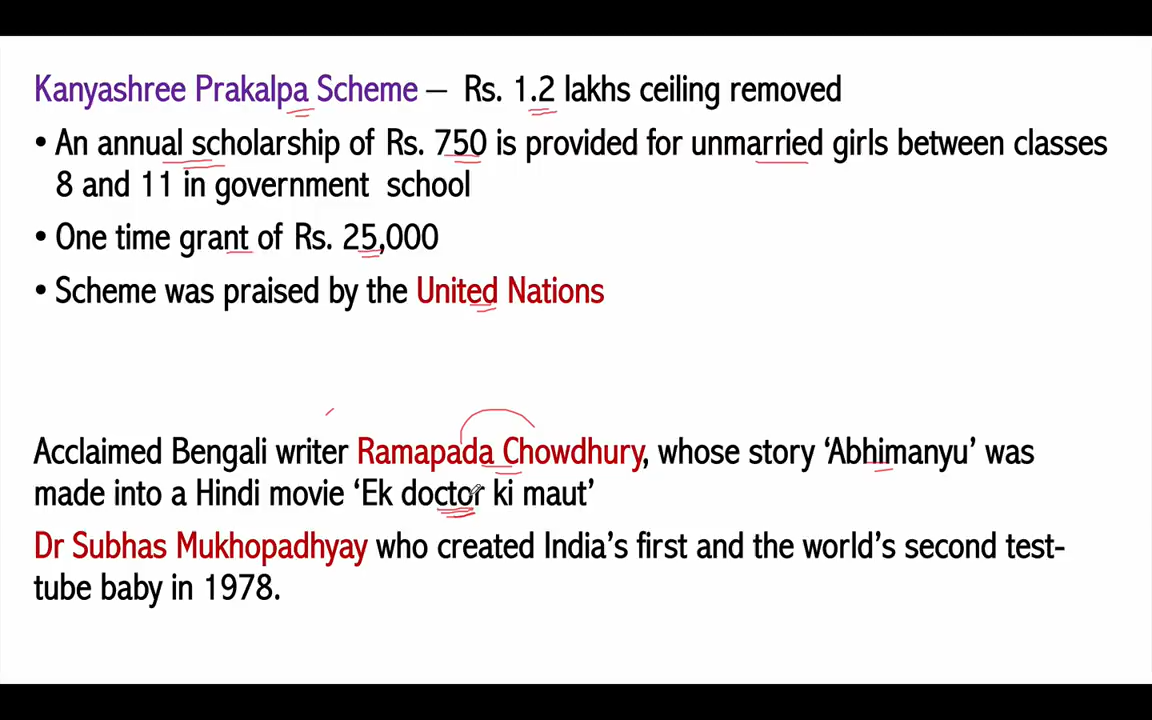 Kanyashree Prakalpa Scheme – Rs. 1.2 lakhs ceiling removed
• An annual scholarship of Rs. 750 is provided for unmarried girls between classes
8 and 11 in government school
• One time grant of Rs. 25,000
• Scheme was praised by the United Nations
Acclaimed Bengali writer Ramapada Chowdhury, whose story ‘Abhimanyu’ was
made into a Hindi movie ‘Ek doctor ki maut’
Dr Subhas Mukhopadhyay who created India’s first and the world’s second test-
tube baby in 1978.